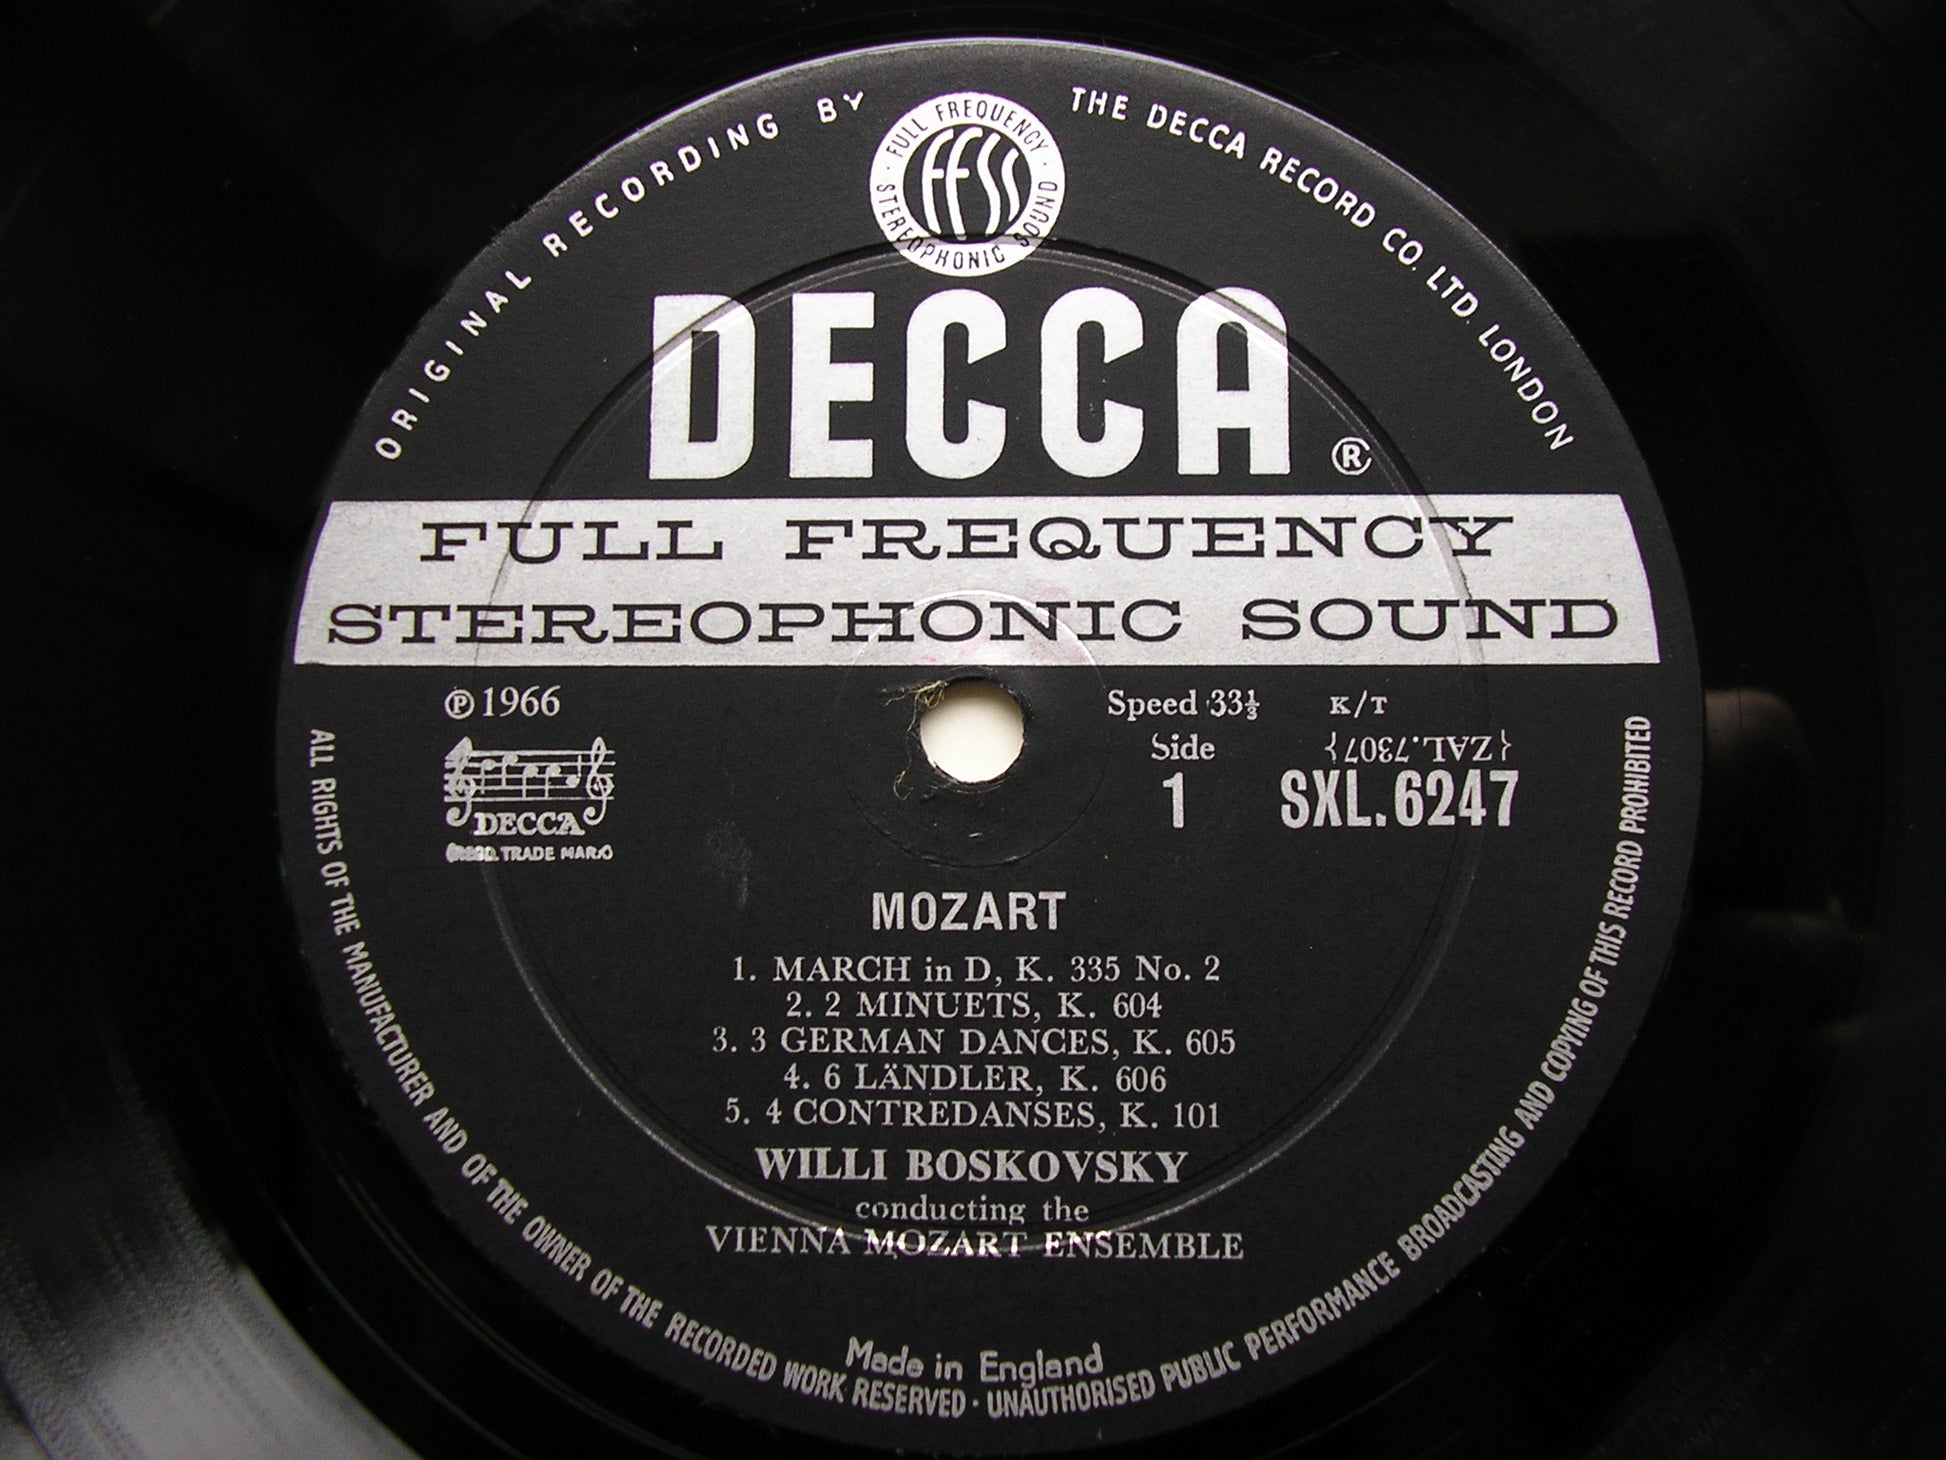 ORIGINAL RECORDING BY THE DECCA RECORD CO. LTD. LONDON
FULL FREQUENCY
FFSS
STEREOPHONIC SOUND
DECCA ®
FULL FREQUENCY
STEREOPHONIC SOUND
℗ 1966
Speed 33⅓ K/T
Side {ZAL.7307}
1 SXL.6247
DECCA
TRADE MARK
MOZART
1. MARCH in D, K. 335 No. 2
2. 2 MINUETS, K. 604
3. 3 GERMAN DANCES, K. 605
4. 6 LÄNDLER, K. 606
5. 4 CONTREDANSES, K. 101
WILLI BOSKOVSKY
conducting the
VIENNA MOZART ENSEMBLE
Made in England
ALL RIGHTS OF THE MANUFACTURER AND OF THE OWNER OF THE RECORDED WORK RESERVED · UNAUTHORISED PUBLIC PERFORMANCE BROADCASTING AND COPYING OF THIS RECORD PROHIBITED